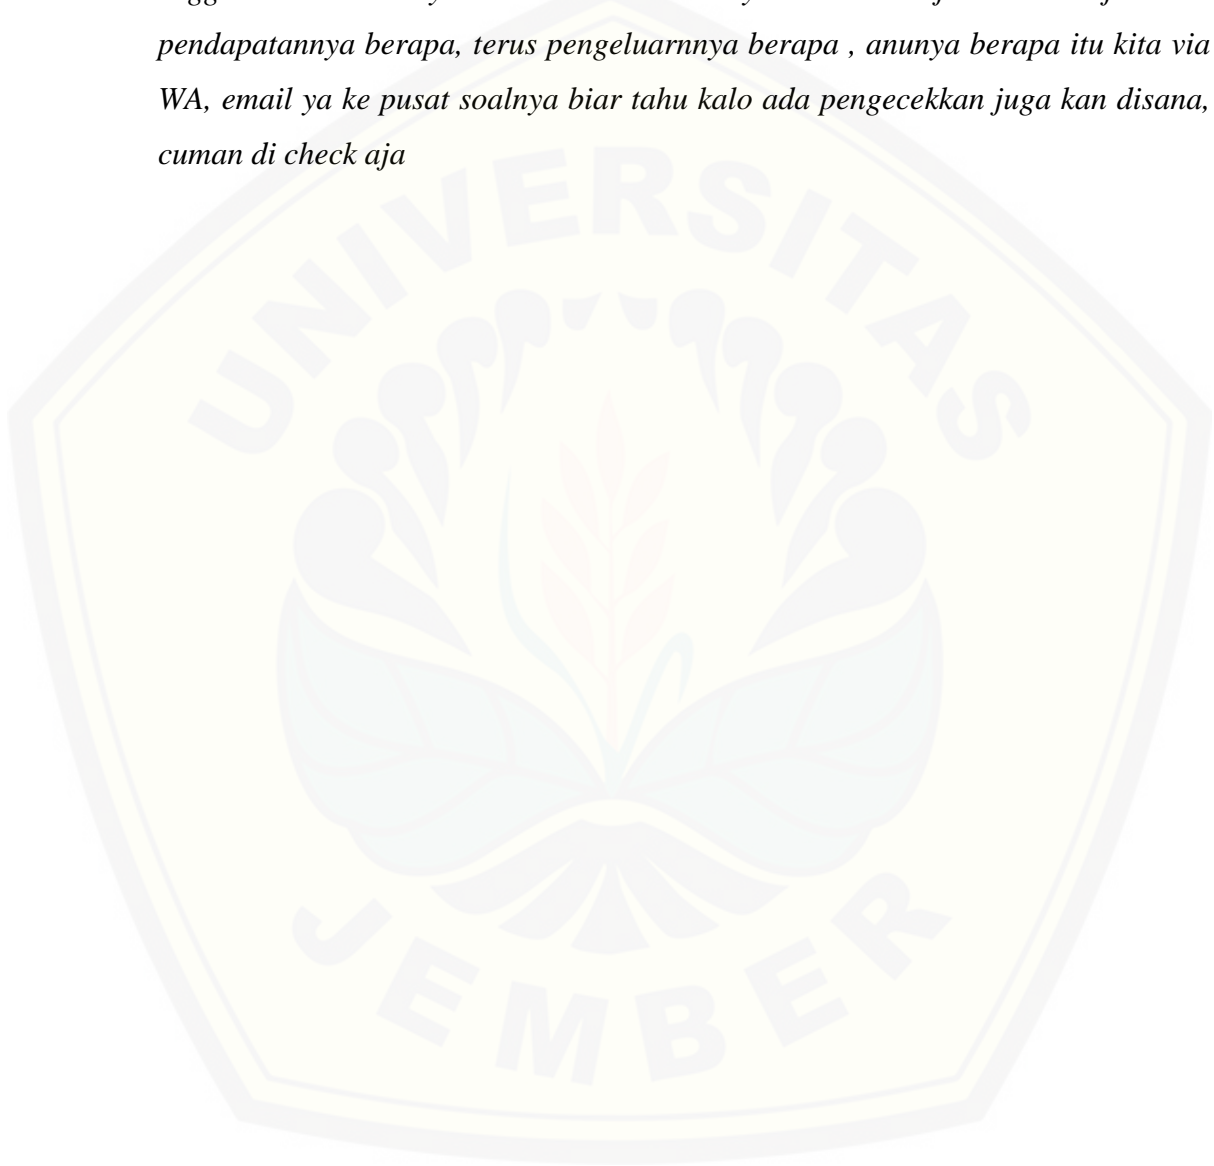 pendapatannya berapa, terus pengeluarnnya berapa , anunya berapa itu kita via
WA, email ya ke pusat soalnya biar tahu kalo ada pengecekkan juga kan disana,
cuman di check aja
UNIVERSITAS
JEMBER